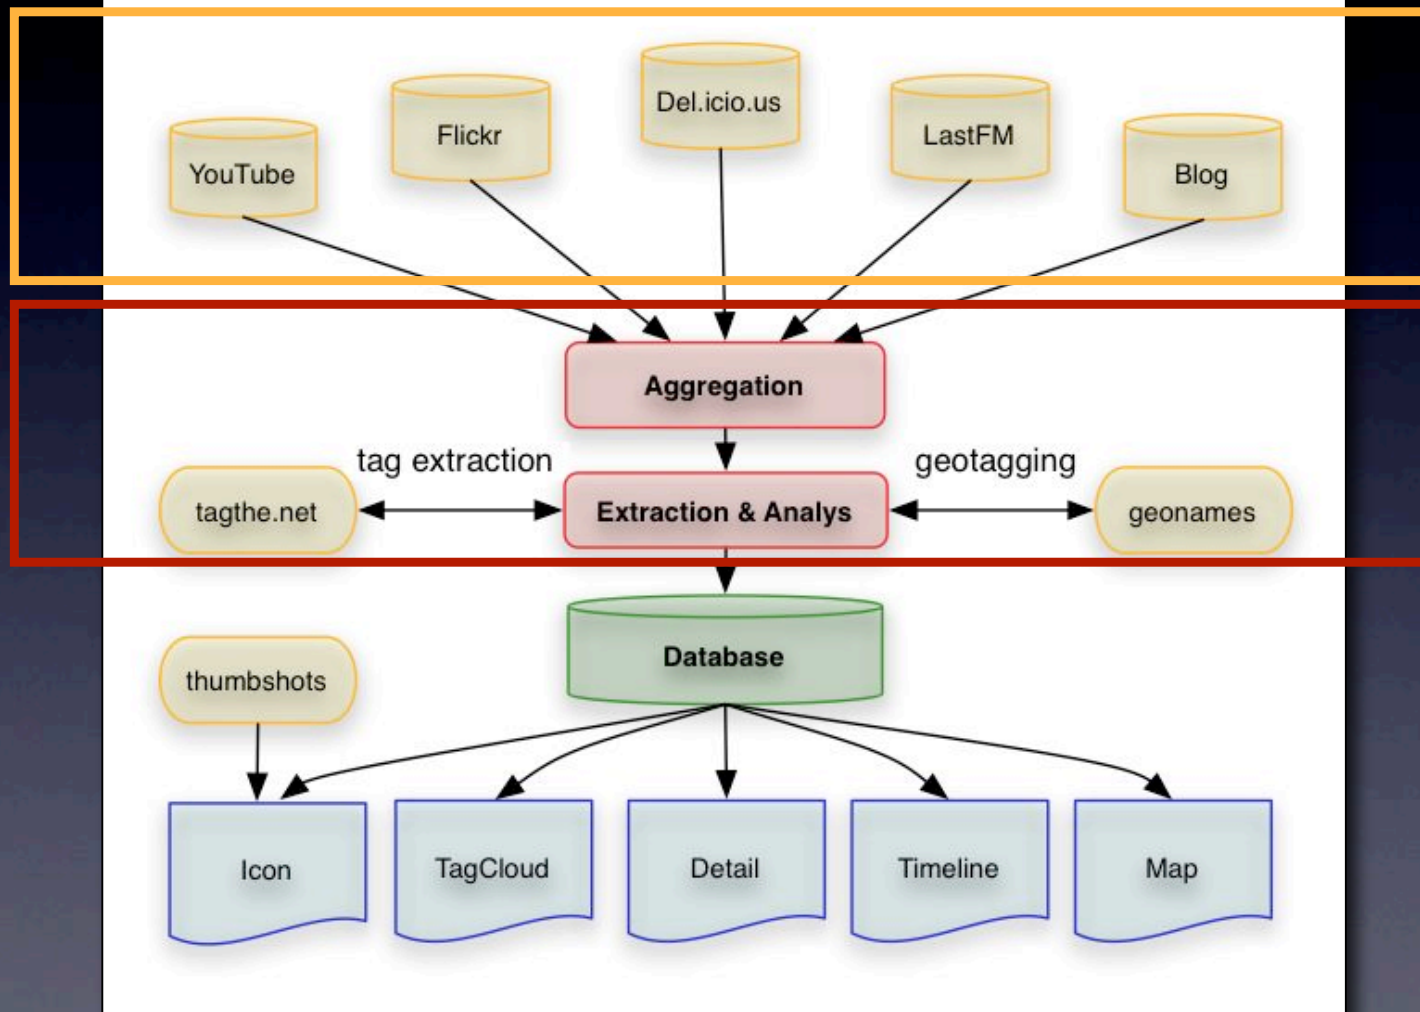 YouTube
Flickr
Del.icio.us
LastFM
Blog
Aggregation
tag extraction
geotagging
tagthe.net
Extraction & Analys
geonames
thumbshots
Database
Icon
TagCloud
Detail
Timeline
Map